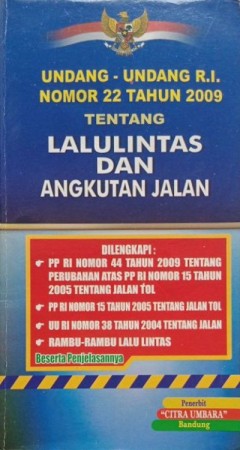 UNDANG - UNDANG R.I.
NOMOR 22 TAHUN 2009
TENTANG
LALULINTAS
DAN
ANGKUTAN JALAN
DILENGKAPI :
PP RI NOMOR 44 TAHUN 2009 TENTANG
PERUBAHAN ATAS PP RI NOMOR 15 TAHUN
2005 TENTANG JALAN TOL
PP RI NOMOR 15 TAHUN 2005 TENTANG JALAN TOL
UU RI NOMOR 38 TAHUN 2004 TENTANG JALAN
RAMBU-RAMBU LALU LINTAS
Beserta Penjelasannya
Penerbit
"CITRA UMBARA"
Bandung